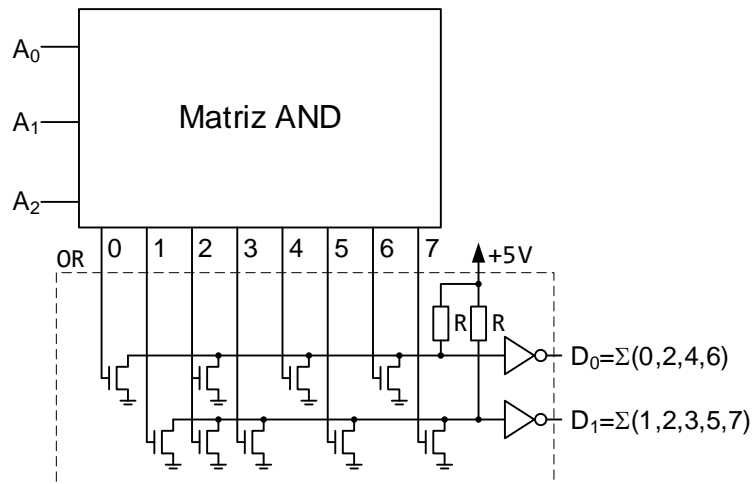 A₀
A₁
Matriz AND
A₂
0 1 2 3 4 5 6 7
OR
+5V
R R
D₀=Σ(0,2,4,6)
D₁=Σ(1,2,3,5,7)